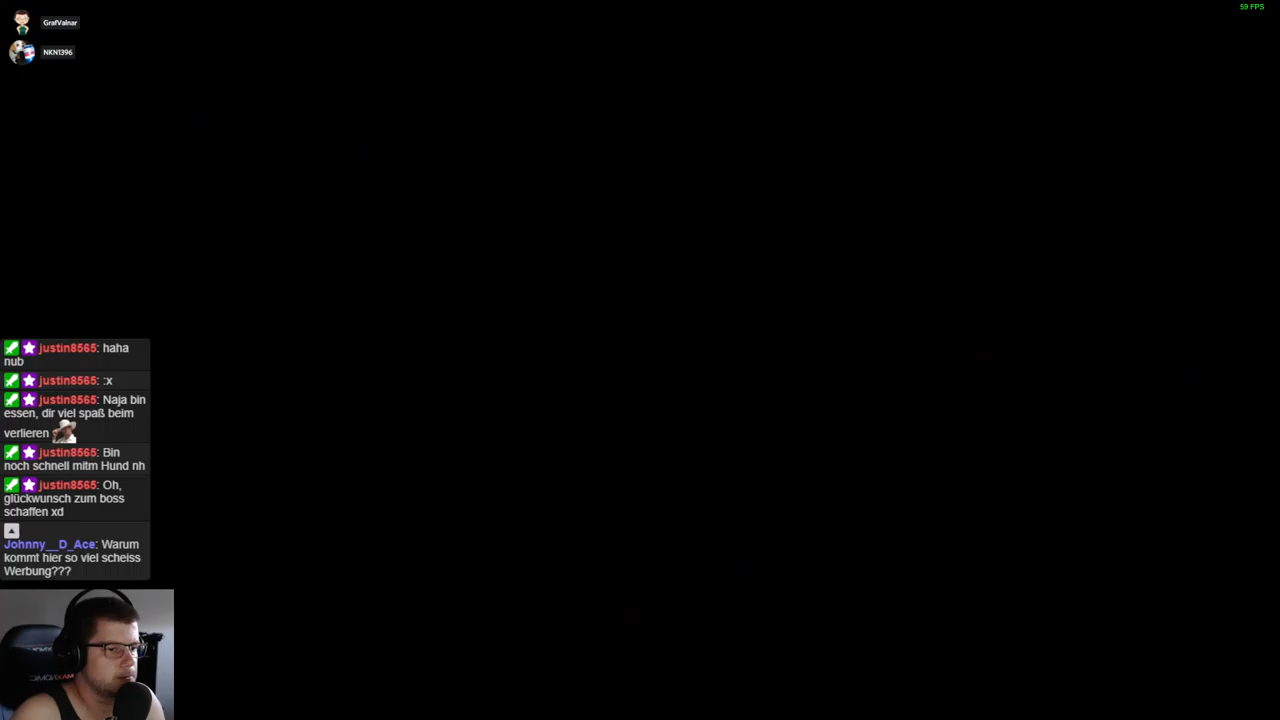 GrafValnar
59 FPS
NKN1396
justin8565: haha
nub
justin8565: :x
justin8565: Naja bin
essen, dir viel spaß beim
verlieren
justin8565: Bin
noch schnell mitm Hund nh
justin8565: Oh,
glückwunsch zum boss
schaffen xd
Johnny__D_Ace: Warum
kommt hier so viel scheiss
Werbung???